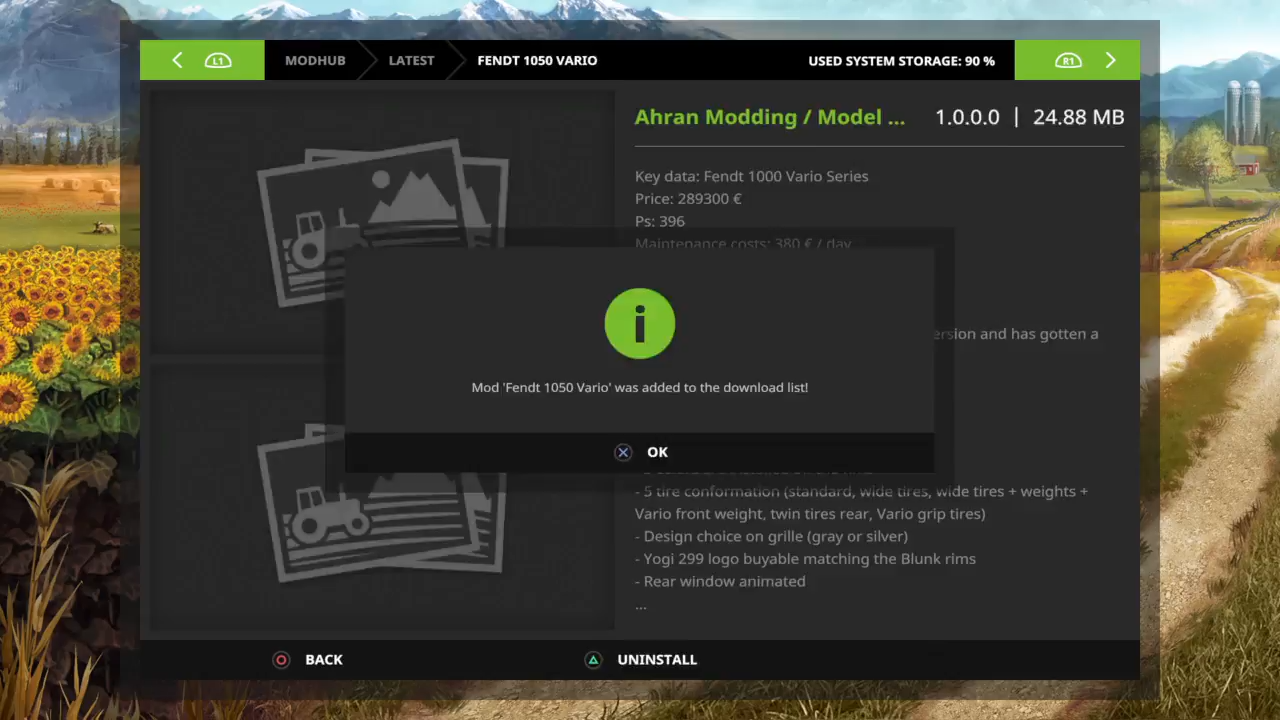 L1
MODHUB
LATEST
FENDT 1050 VARIO
USED SYSTEM STORAGE: 90 %
R1
Ahran Modding / Model ...
1.0.0.0 | 24.88 MB
Key data: Fendt 1000 Vario Series
Price: 289300 €
Ps: 396
Maintenance costs: 380 € / day
ersion and has gotten a
i
Mod 'Fendt 1050 Vario' was added to the download list!
OK
- 5 tire conformation (standard, wide tires, wide tires + weights +
Vario front weight, twin tires rear, Vario grip tires)
- Design choice on grille (gray or silver)
- Yogi 299 logo buyable matching the Blunk rims
- Rear window animated
...
BACK
UNINSTALL